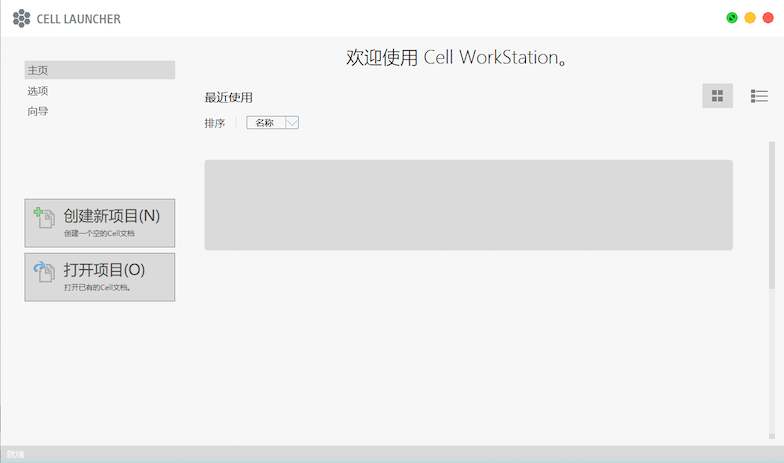 CELL LAUNCHER
欢迎使用 Cell WorkStation。
主页
选项
向导
最近使用
排序
名称
创建新项目(N)
创建一个空的Cell文档
打开项目(O)
打开已有的Cell文档。
就绪